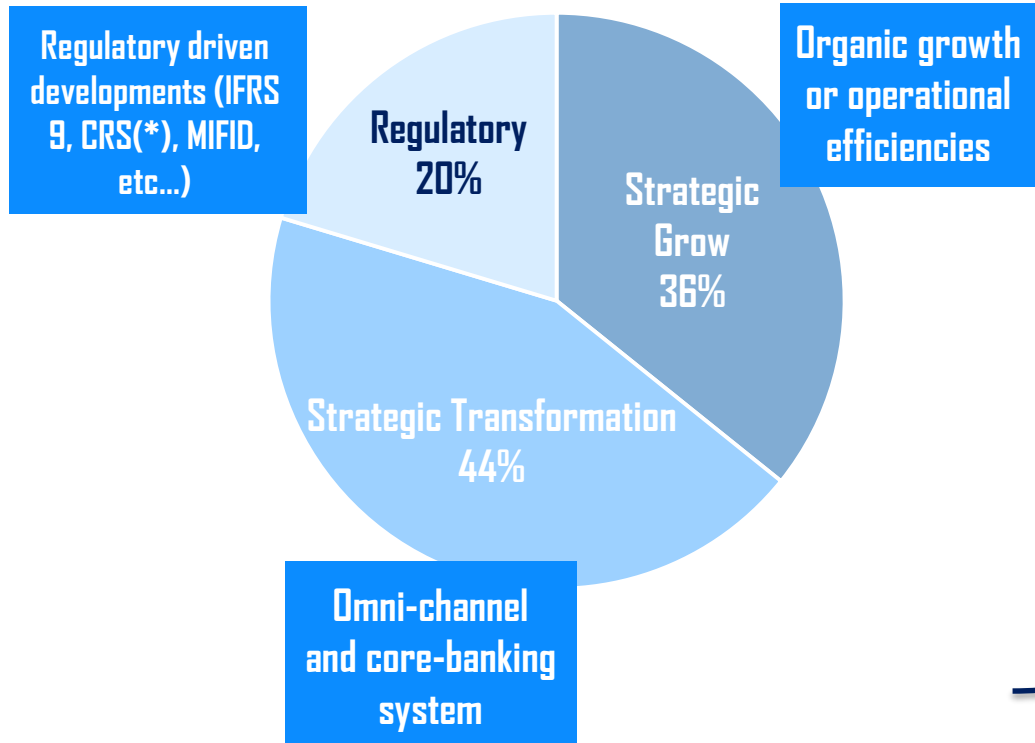 Regulatory driven
developments (IFRS
9, CRS(*), MIFID,
etc...)
Organic growth
or operational
efficiencies
Regulatory
20%
Strategic
Grow
36%
Strategic Transformation
44%
Omni-channel
and core-banking
system